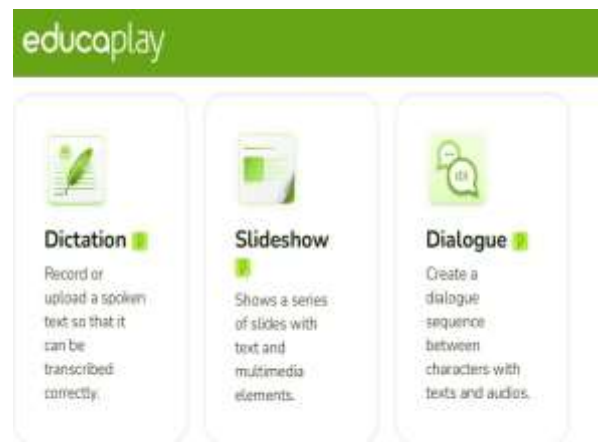 educaplay
Dictation
Record or
upload a spoken
text so that it
can be
transcribed
correctly.
Slideshow
Shows a series
of slides with
text and
multimedia
elements.
Dialogue
Create a
dialogue
sequence
between
characters with
texts and audios.